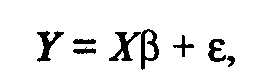 Y = Xβ + ε,